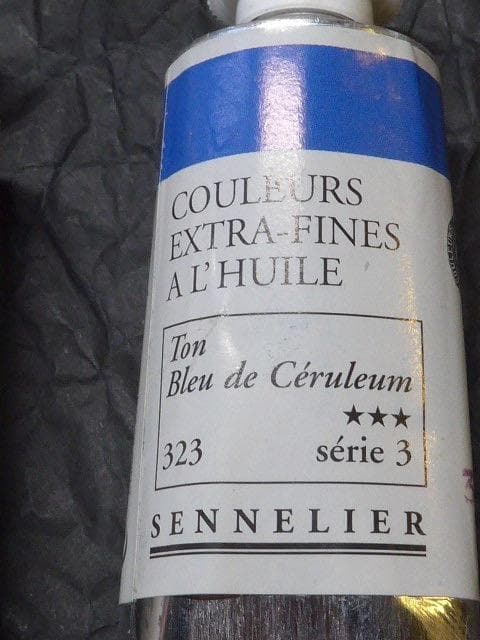 COULEURS
EXTRA-FINES
A L'HUILE
Ton
Bleu de Céruleum
★★★
323 série 3
SENNELIER